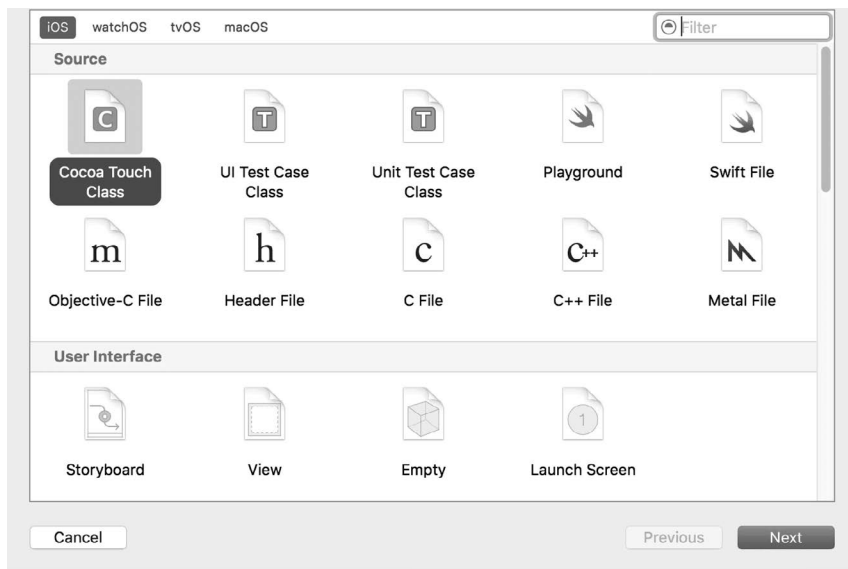 iOS watchOS tvOS macOS Filter
Source
C T T
Cocoa Touch Class UI Test Case Class Unit Test Case Class Playground Swift File
m h c C++
Objective-C File Header File C File C++ File Metal File
User Interface
1
Storyboard View Empty Launch Screen
Cancel Previous Next